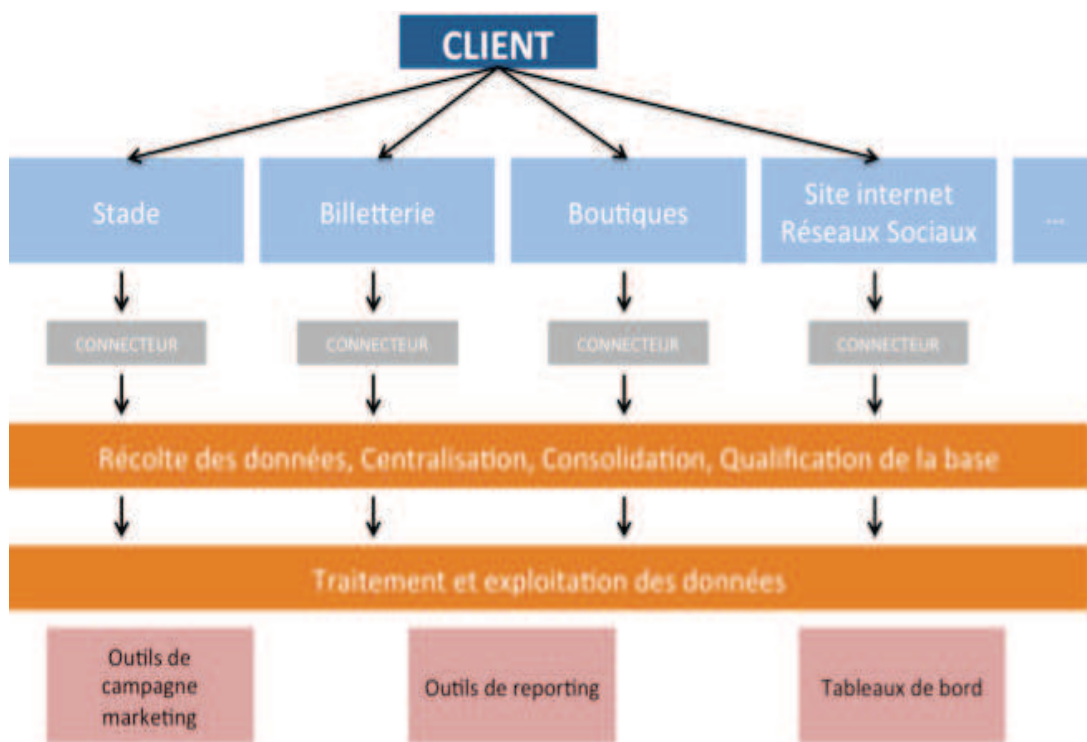 CLIENT
Stade
Billetterie
Boutiques
Site internet
Réseaux Sociaux
...
CONNECTEUR
CONNECTEUR
CONNECTEUR
CONNECTEUR
Récolte des données, Centralisation, Consolidation, Qualification de la base
Traitement et exploitation des données
Outils de
campagne
marketing
Outils de reporting
Tableaux de bord